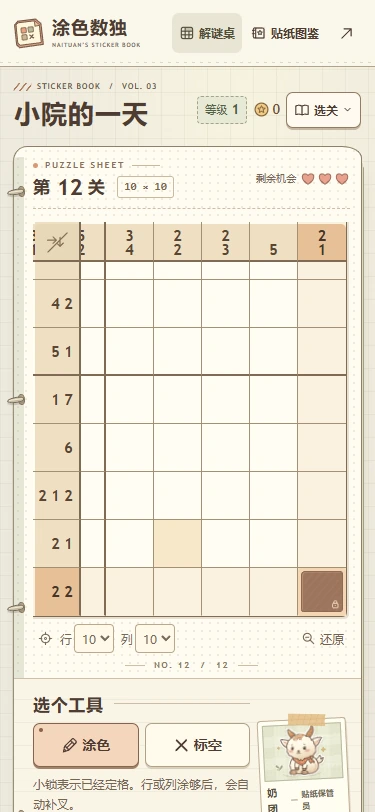 涂色数独
NAITUAN'S STICKER BOOK
解谜桌
贴纸图鉴
STICKER BOOK / VOL. 03
小院的一天
等级 1
0
选关
PUZZLE SHEET
第 12 关
10 × 10
剩余机会
3 2 2 2
4 2 3 5 1
4 2
5 1
1 7
6
2 1 2
2 1
2 2
行 10 列 10 还原
NO. 12 / 12
选个工具
涂色
标空
小锁表示已经定格。行或列涂够后，会自
动补叉。
奶团
贴纸保管员